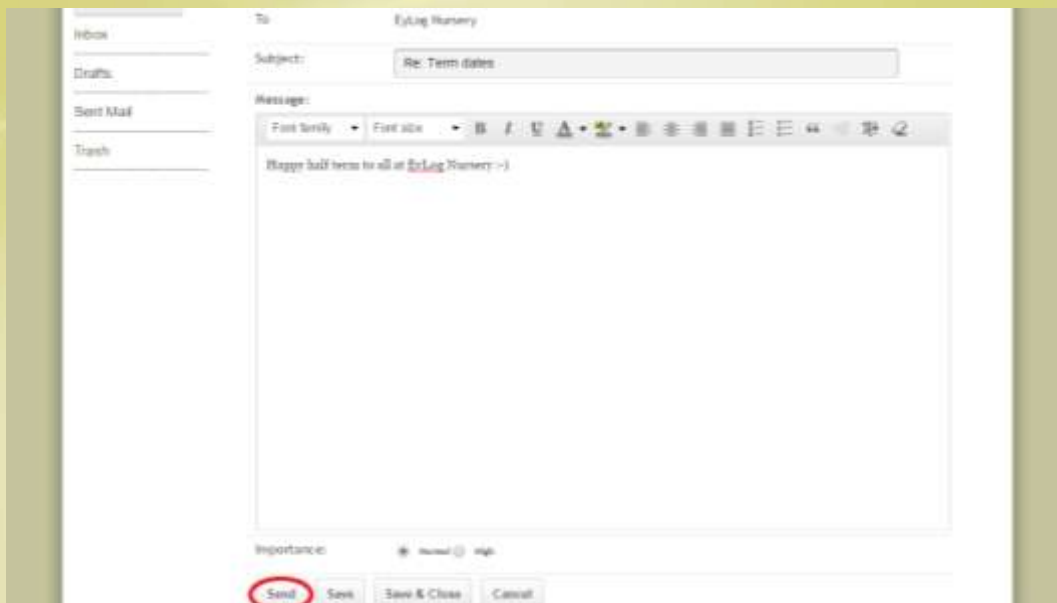 Inbox
Drafts
Sent Mail
Trash
To EyLog Nursery
Subject: Re: Term dates
Message:
Font family Font size B I U A
Happy half term to all at EyLog Nursery :-)
Importance: Normal High
Send Save Save & Close Cancel